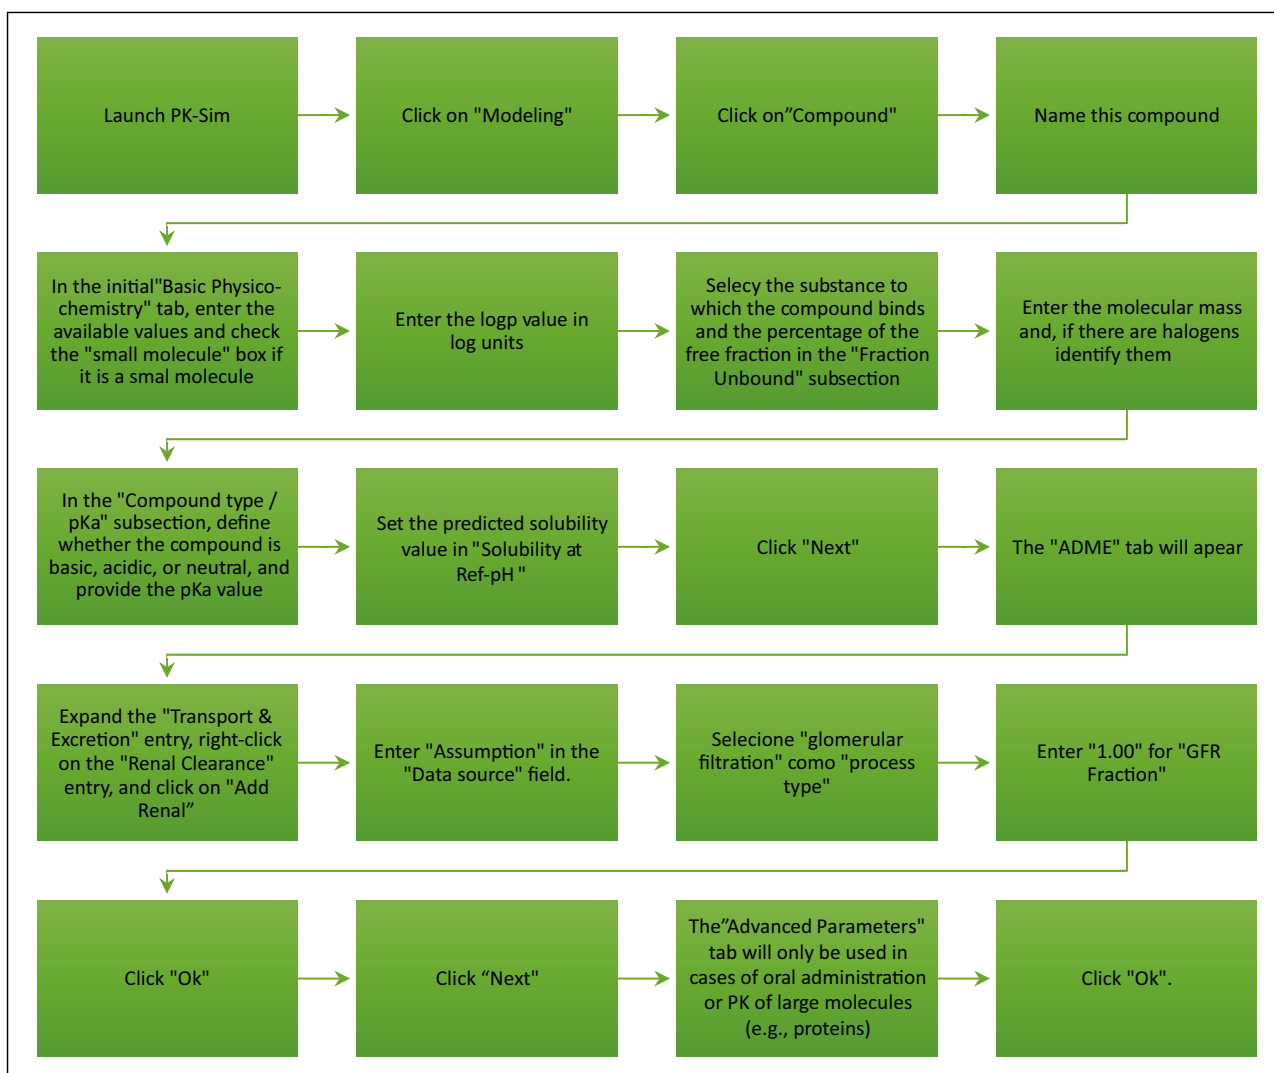 Launch PK-Sim
Click on "Modeling"
Click on”Compound"
Name this compound
In the initial"Basic Physico-
chemistry" tab, enter the
available values and check
the "small molecule" box if
it is a smal molecule
Enter the logp value in
log units
Selecy the substance to
which the compound binds
and the percentage of the
free fraction in the "Fraction
Unbound" subsection
Enter the molecular mass
and, if there are halogens
identify them
In the "Compound type /
pKa" subsection, define
whether the compound is
basic, acidic, or neutral, and
provide the pKa value
Set the predicted solubility
value in "Solubility at
Ref-pH "
Click "Next"
The "ADME" tab will apear
Expand the "Transport &
Excretion" entry, right-click
on the "Renal Clearance"
entry, and click on "Add
Renal”
Enter "Assumption" in the
"Data source" field.
Selecione "glomerular
filtration" como "process
type"
Enter "1.00" for "GFR
Fraction"
Click "Ok"
Click “Next"
The”Advanced Parameters"
tab will only be used in
cases of oral administration
or PK of large molecules
(e.g., proteins)
Click "Ok".